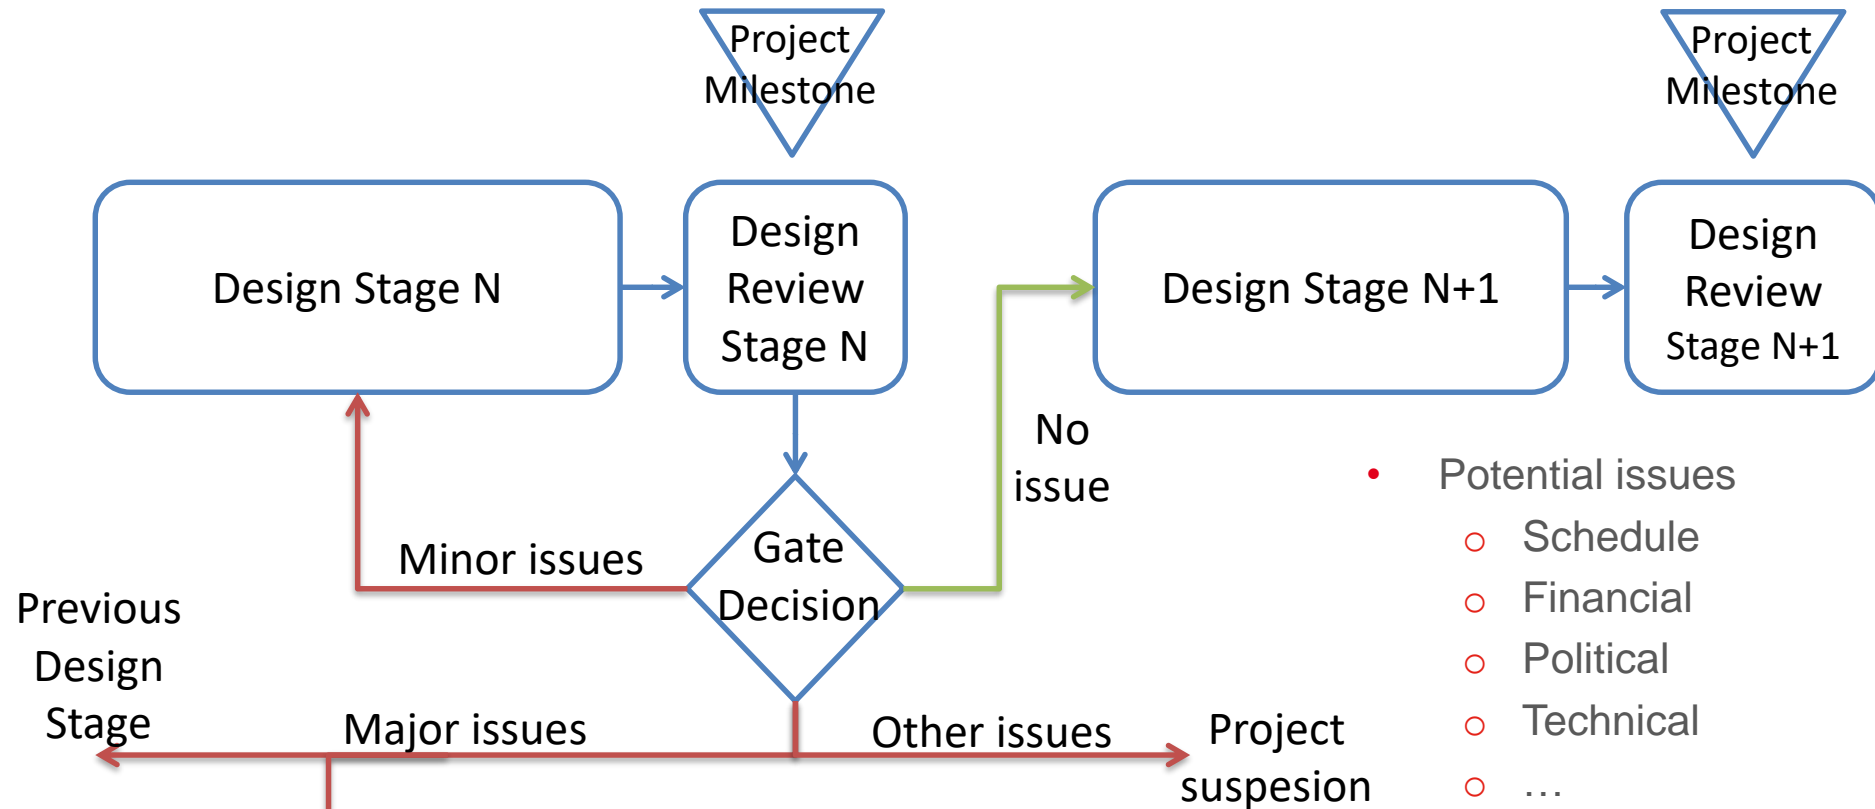 Project
Milestone
Project
Milestone
Design Stage N
Design
Review
Stage N
Design Stage N+1
Design
Review
Stage N+1
No
issue
Minor issues
Gate
Decision
Previous
Design
Stage
Major issues
Other issues
Project
suspesion
• Potential issues
o Schedule
o Financial
o Political
o Technical
o …